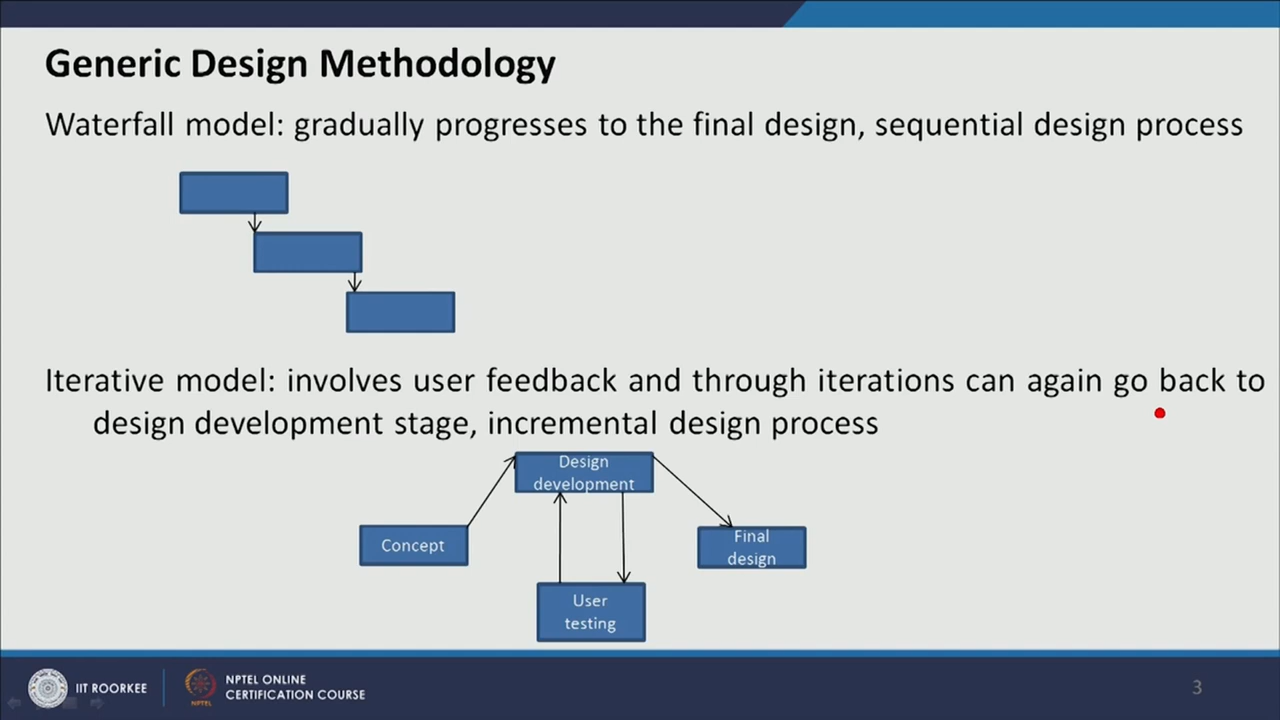 Generic Design Methodology
Waterfall model: gradually progresses to the final design, sequential design process
Iterative model: involves user feedback and through iterations can again go back to
design development stage, incremental design process
Design
development
Concept
Final
design
User
testing
IIT ROORKEE
NPTEL
NPTEL ONLINE
CERTIFICATION COURSE
3